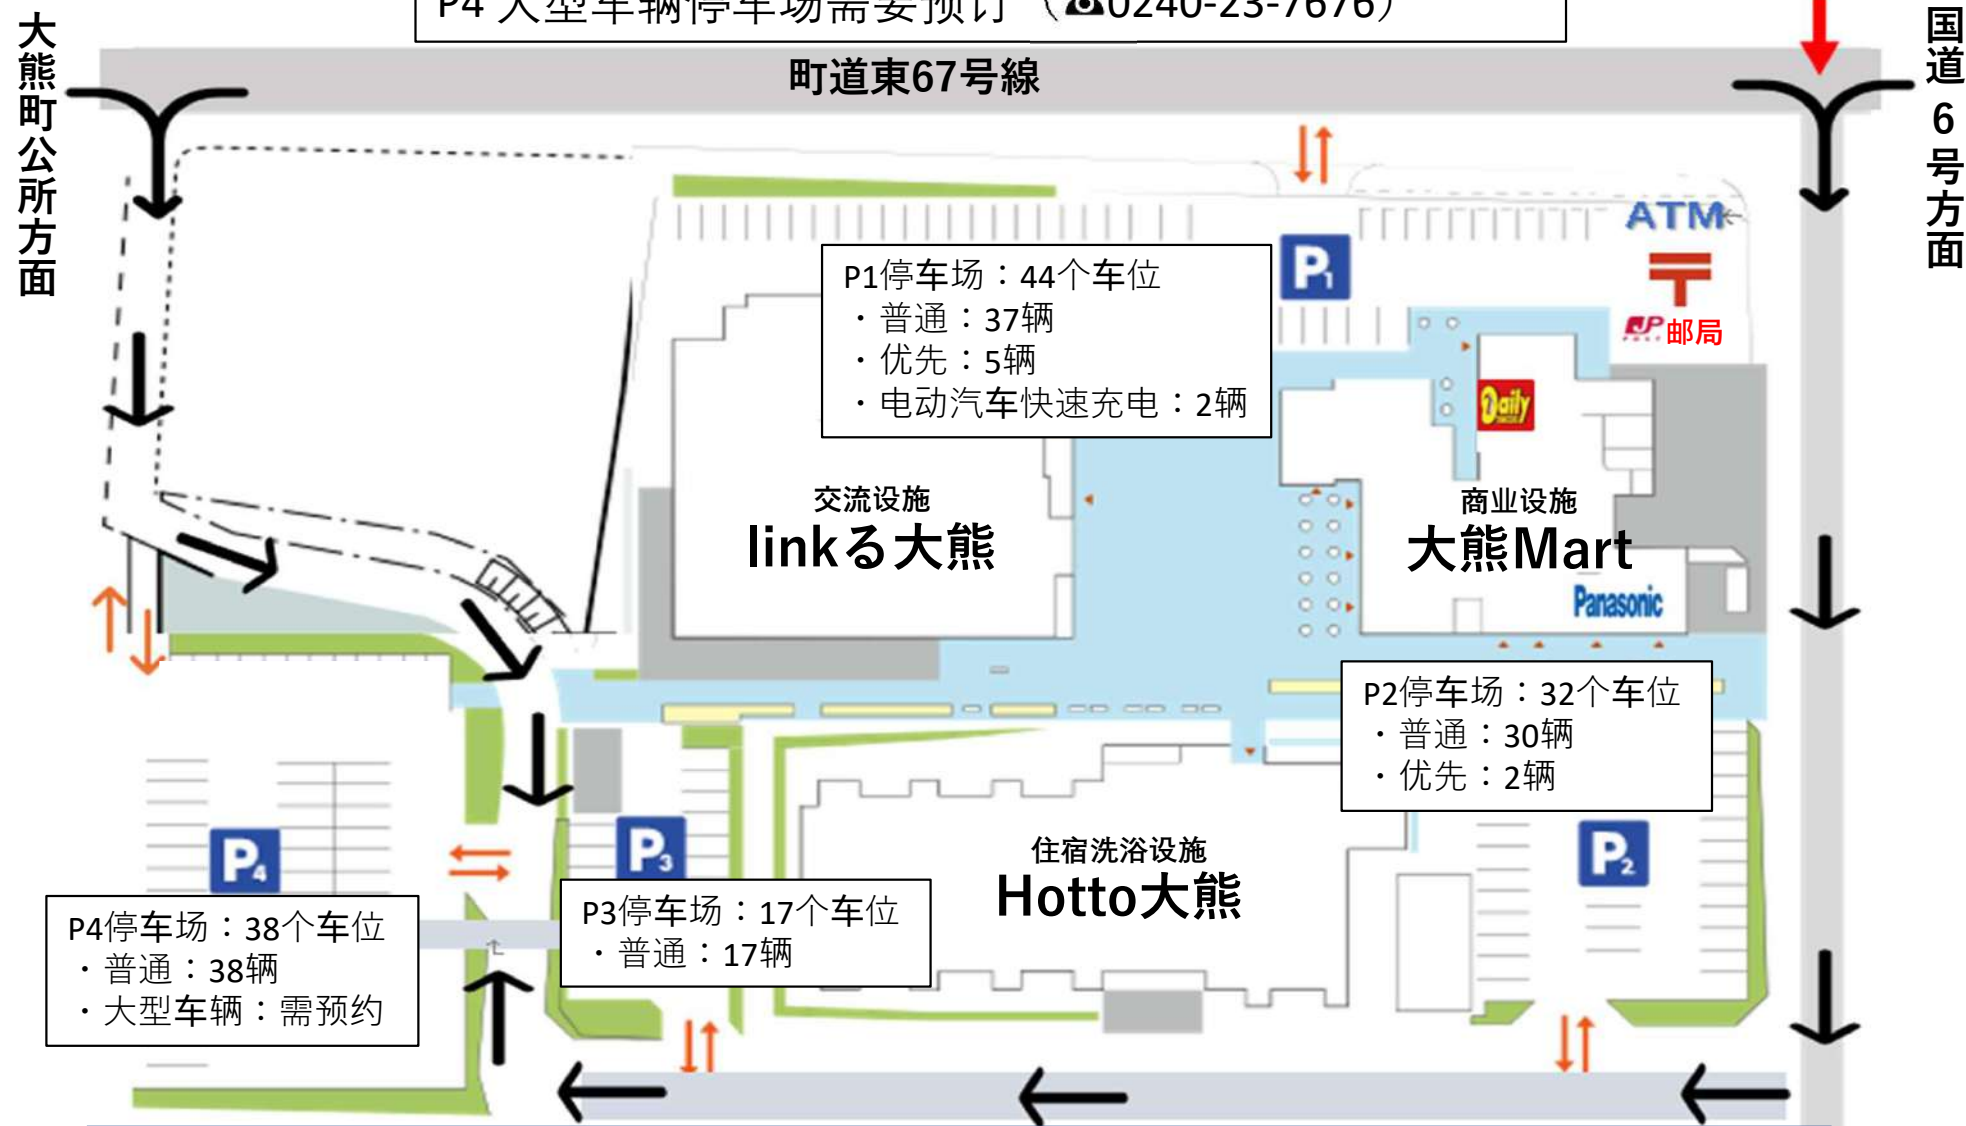 P4 大型车辆停车场需要预订 （☎0240-23-7676）
大熊町公所方面
国道6号方面
町道東67号線
ATM
P1
P1停车场：44个车位
・普通：37辆
・优先：5辆
・电动汽车快速充电：2辆
JP
POST
邮局
Daily
交流设施
linkる大熊
商业设施
大熊Mart
Panasonic
P2停车场：32个车位
・普通：30辆
・优先：2辆
P4
P3
P2
住宿洗浴设施
Hotto大熊
P4停车场：38个车位
・普通：38辆
・大型车辆：需预约
P3停车场：17个车位
・普通：17辆